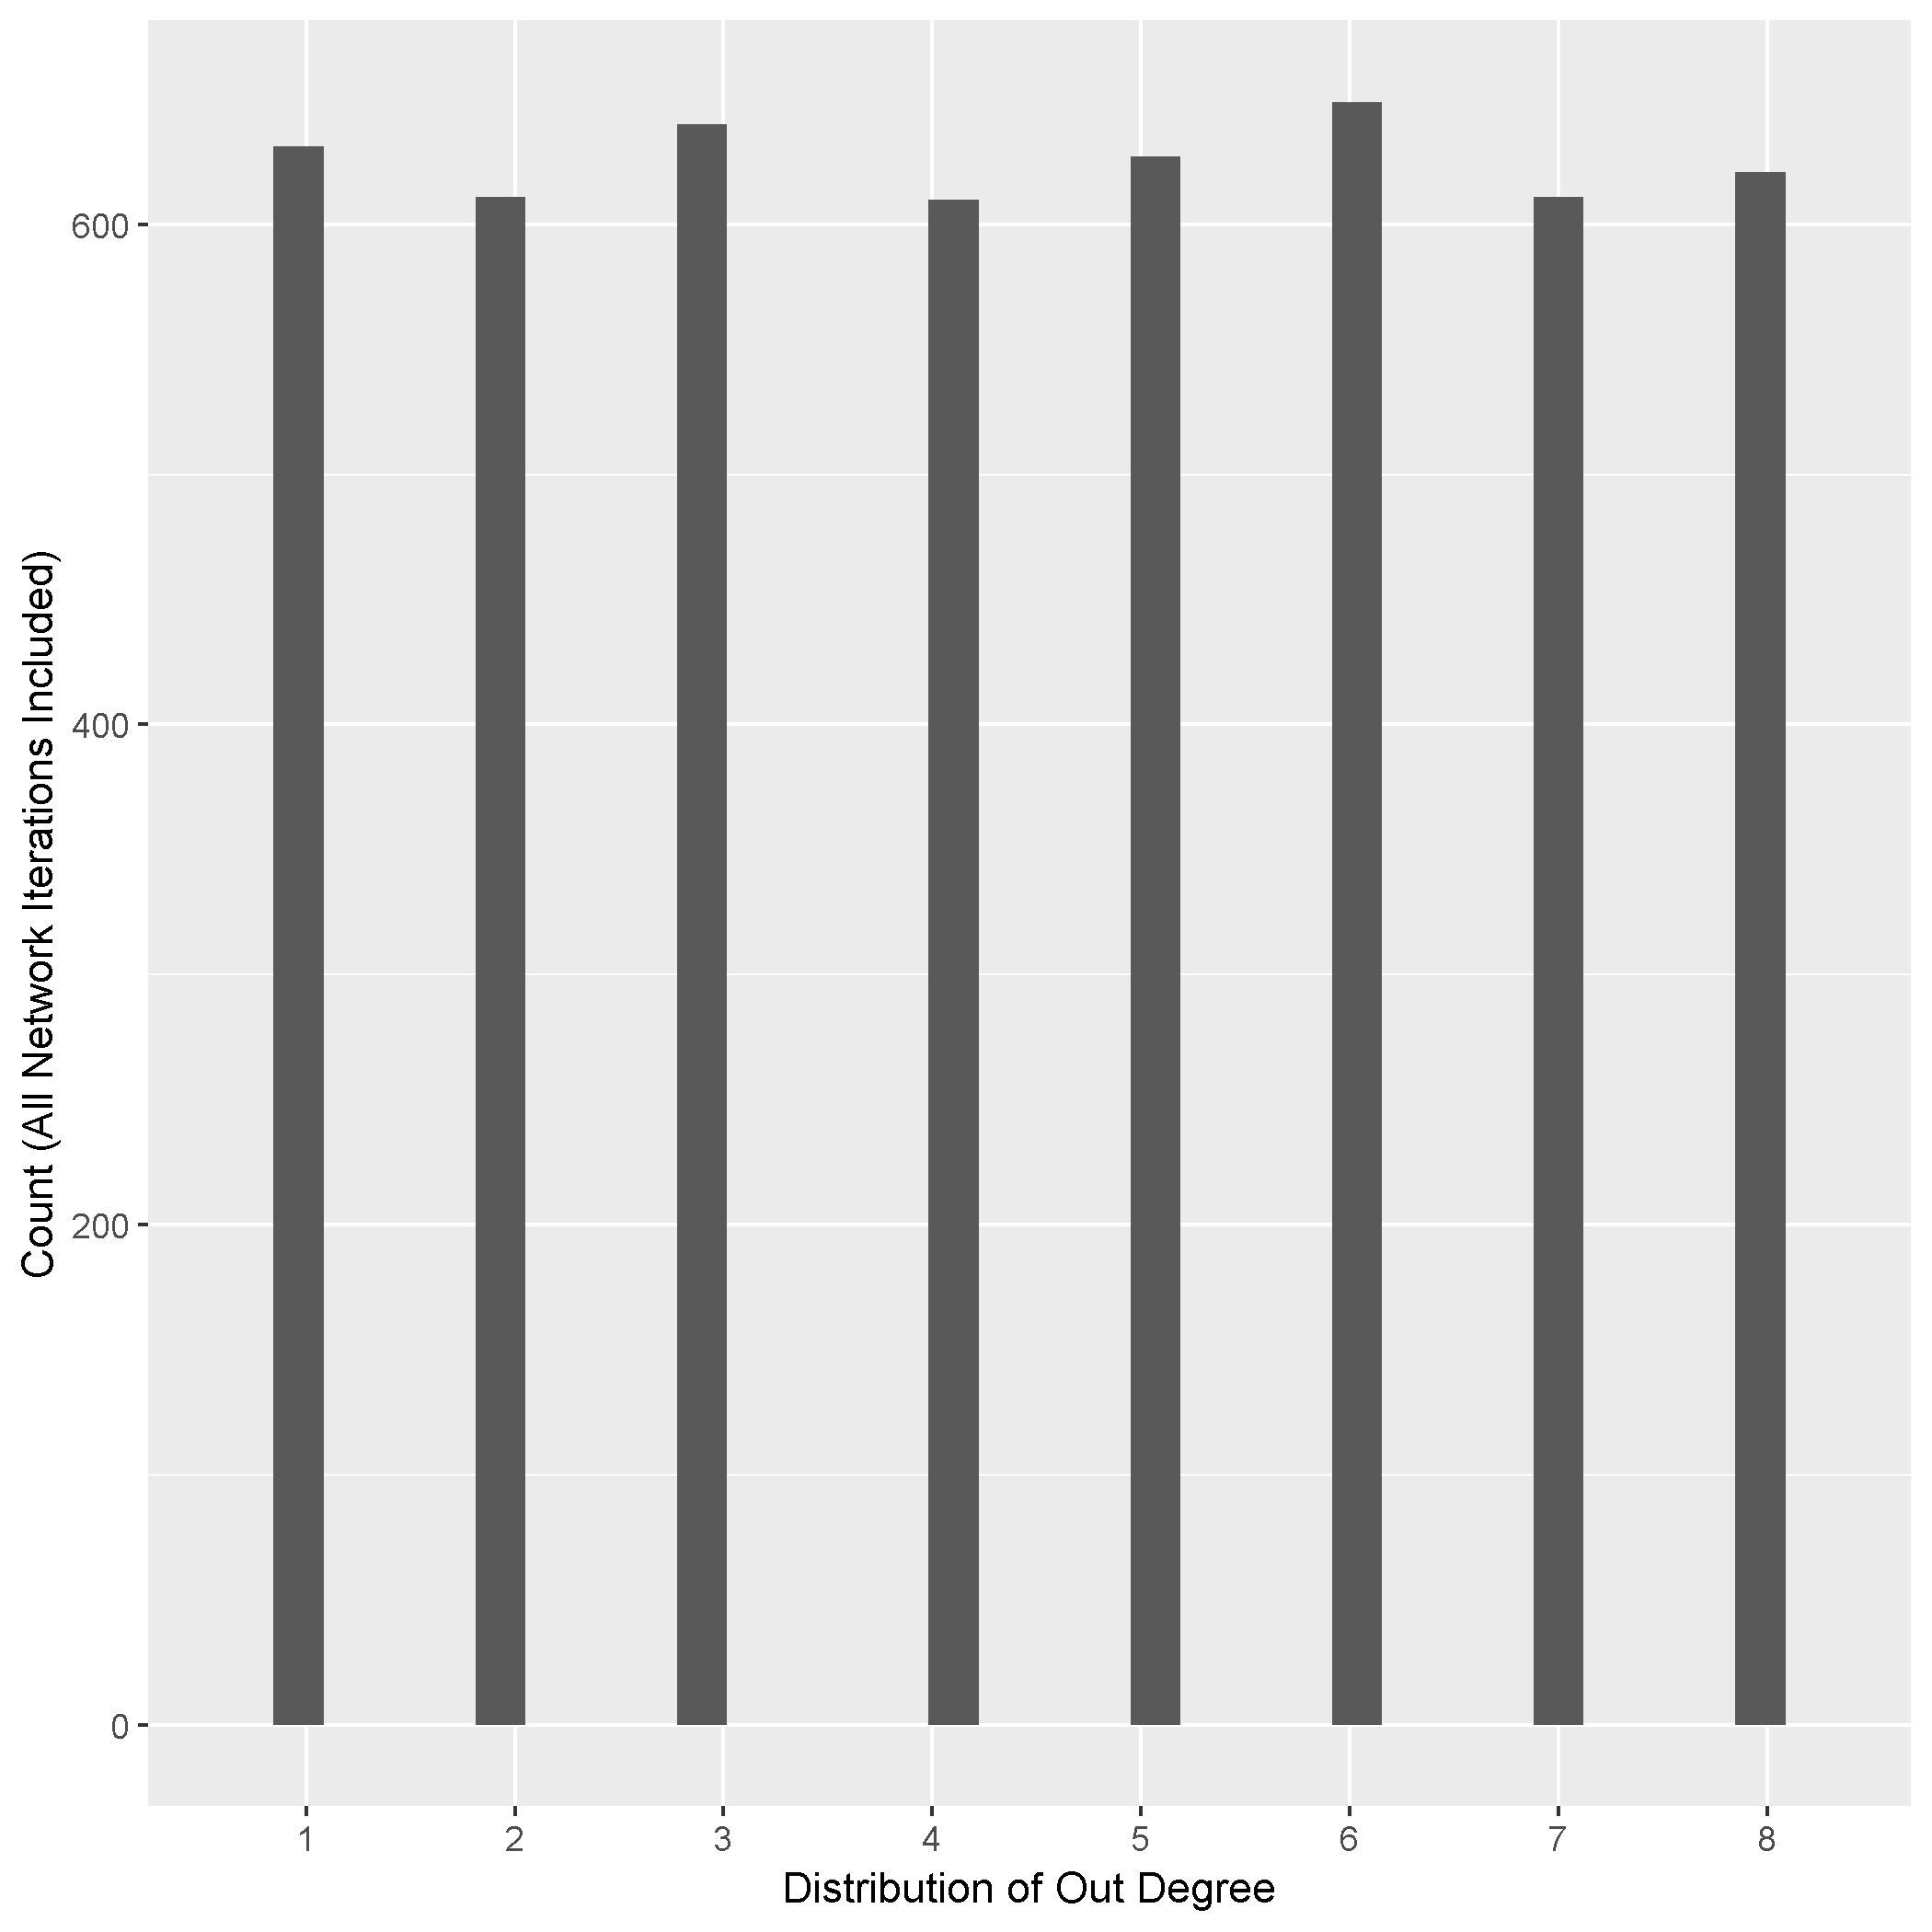 Count (All Network Iterations Included)
600
400
200
0
1 2 3 4 5 6 7 8
Distribution of Out Degree